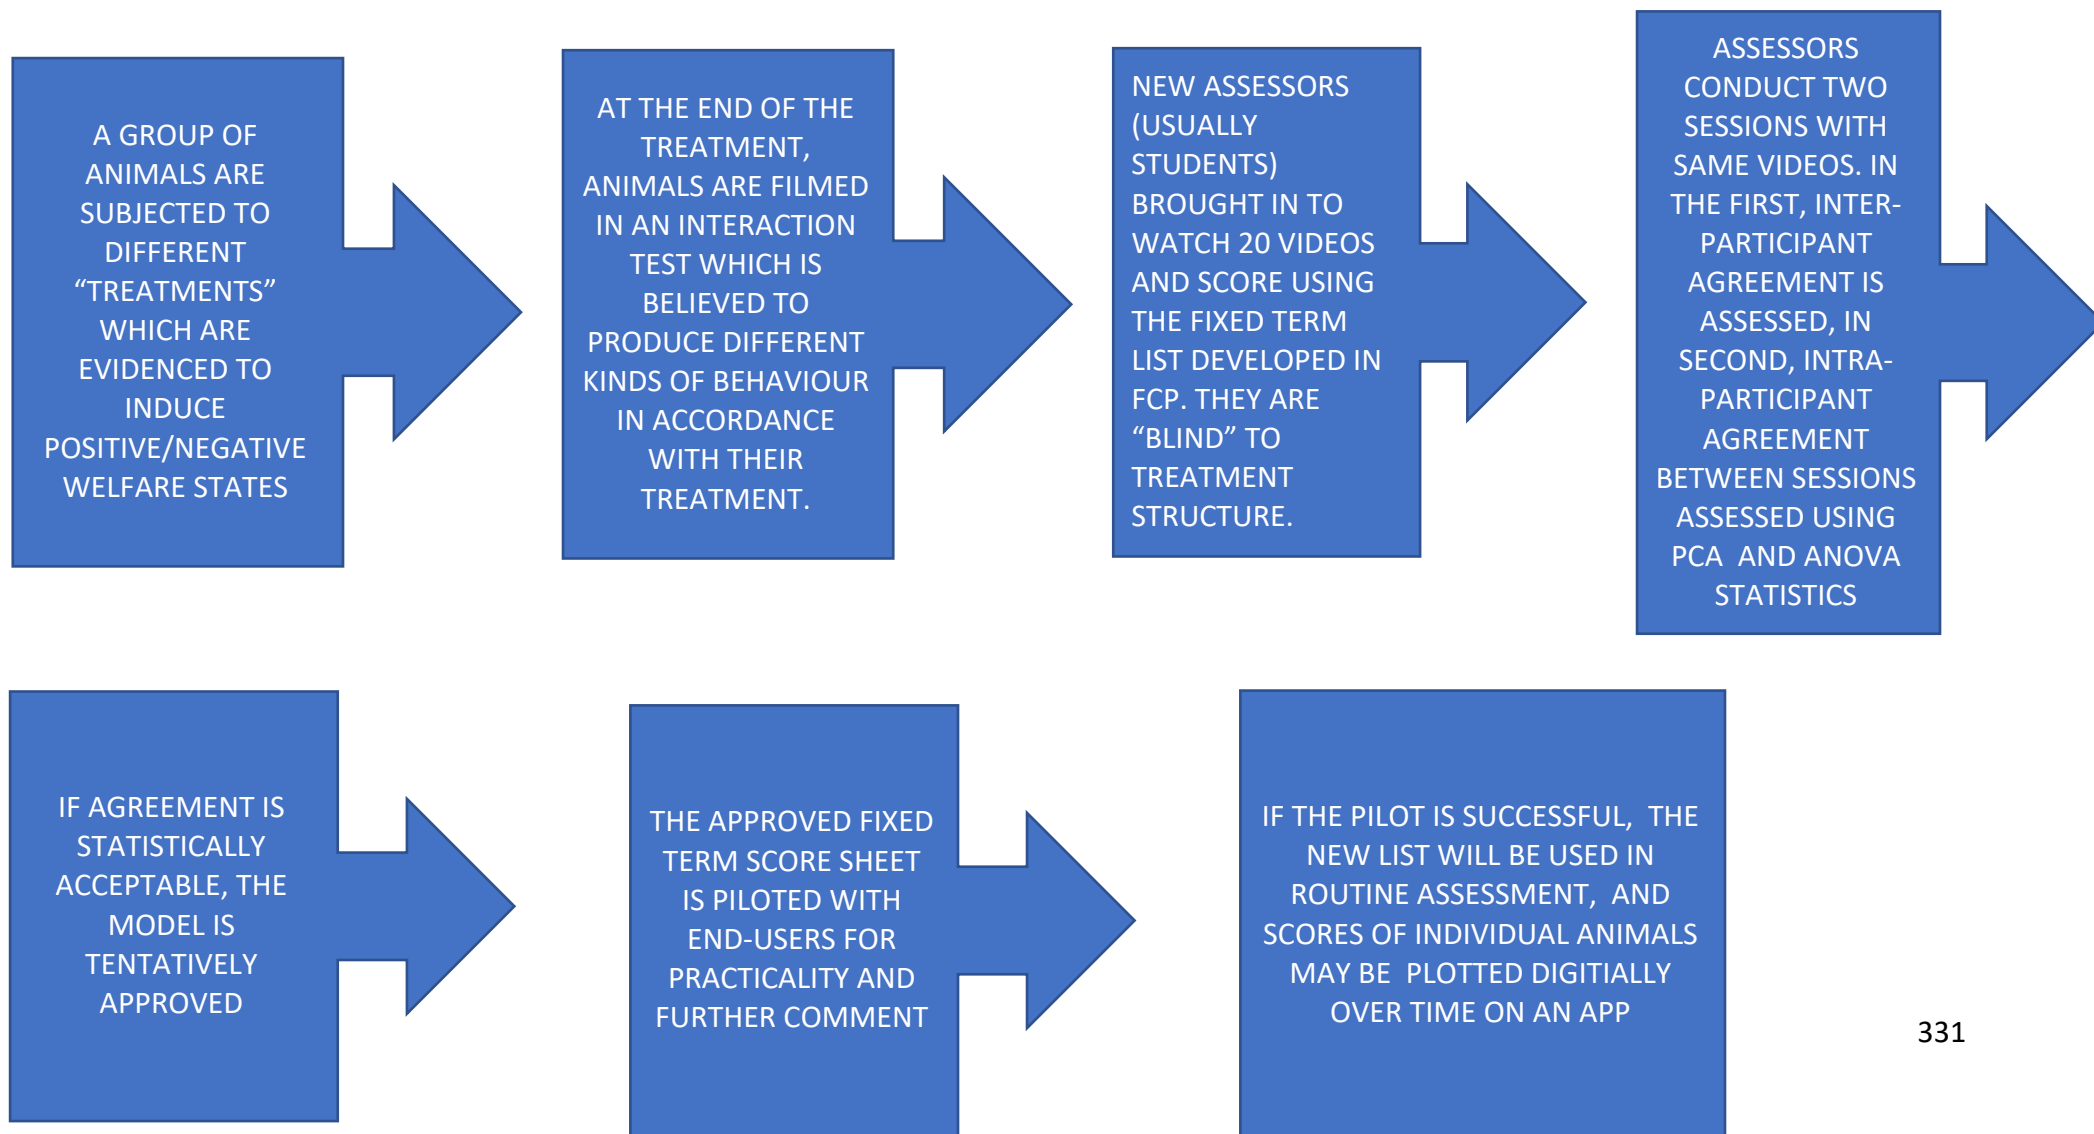 A GROUP OF
ANIMALS ARE
SUBJECTED TO
DIFFERENT
“TREATMENTS”
WHICH ARE
EVIDENCED TO
INDUCE
POSITIVE/NEGATIVE
WELFARE STATES
AT THE END OF THE
TREATMENT,
ANIMALS ARE FILMED
IN AN INTERACTION
TEST WHICH IS
BELIEVED TO
PRODUCE DIFFERENT
KINDS OF BEHAVIOUR
IN ACCORDANCE
WITH THEIR
TREATMENT.
NEW ASSESSORS
(USUALLY
STUDENTS)
BROUGHT IN TO
WATCH 20 VIDEOS
AND SCORE USING
THE FIXED TERM
LIST DEVELOPED IN
FCP. THEY ARE
“BLIND” TO
TREATMENT
STRUCTURE.
ASSESSORS
CONDUCT TWO
SESSIONS WITH
SAME VIDEOS. IN
THE FIRST, INTER-
PARTICIPANT
AGREEMENT IS
ASSESSED, IN
SECOND, INTRA-
PARTICIPANT
AGREEMENT
BETWEEN SESSIONS
ASSESSED USING
PCA AND ANOVA
STATISTICS
IF AGREEMENT IS
STATISTICALLY
ACCEPTABLE, THE
MODEL IS
TENTATIVELY
APPROVED
THE APPROVED FIXED
TERM SCORE SHEET
IS PILOTED WITH
END-USERS FOR
PRACTICALITY AND
FURTHER COMMENT
IF THE PILOT IS SUCCESSFUL, THE
NEW LIST WILL BE USED IN
ROUTINE ASSESSMENT, AND
SCORES OF INDIVIDUAL ANIMALS
MAY BE PLOTTED DIGITIALLY
OVER TIME ON AN APP
331